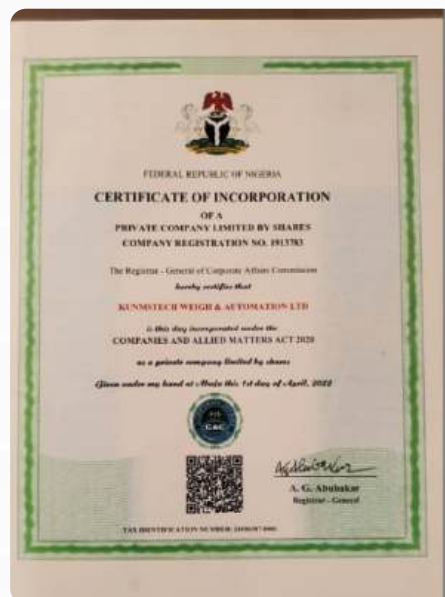 FEDERAL REPUBLIC OF NIGERIA
CERTIFICATE OF INCORPORATION
OF A
PRIVATE COMPANY LIMITED BY SHARES
COMPANY REGISTRATION NO. 1913783
The Registrar - General of Corporate Affairs Commission
hereby certifies that
KUNMSTECH WEIGH & AUTOMATION LTD
is this day incorporated under the
COMPANIES AND ALLIED MATTERS ACT 2020
as a private company limited by shares
Given under my hand at Abuja this 1st day of April, 2022
CAC
A. G. Abubakar
Registrar - General
TAX IDENTIFICATION NUMBER: